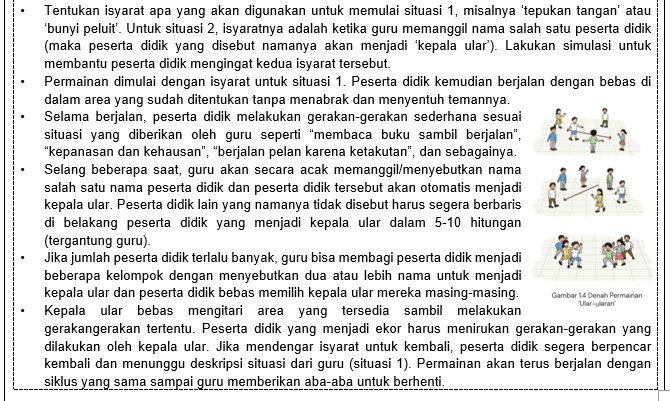 • Tentukan isyarat apa yang akan digunakan untuk memulai situasi 1, misalnya 'tepukan tangan' atau
'bunyi peluit'. Untuk situasi 2, isyaratnya adalah ketika guru memanggil nama salah satu peserta didik
(maka peserta didik yang disebut namanya akan menjadi 'kepala ular'). Lakukan simulasi untuk
membantu peserta didik mengingat kedua isyarat tersebut.
• Permainan dimulai dengan isyarat untuk situasi 1. Peserta didik kemudian berjalan dengan bebas di
dalam area yang sudah ditentukan tanpa menabrak dan menyentuh temannya.
• Selama berjalan, peserta didik melakukan gerakan-gerakan sederhana sesuai
situasi yang diberikan oleh guru seperti "membaca buku sambil berjalan",
"kepanasan dan kehausan", "berjalan pelan karena ketakutan", dan sebagainya.
• Selang beberapa saat, guru akan secara acak memanggil/menyebutkan nama
salah satu nama peserta didik dan peserta didik tersebut akan otomatis menjadi
kepala ular. Peserta didik lain yang namanya tidak disebut harus segera berbaris
di belakang peserta didik yang menjadi kepala ular dalam 5-10 hitungan
(tergantung guru).
• Jika jumlah peserta didik terlalu banyak, guru bisa membagi peserta didik menjadi
beberapa kelompok dengan menyebutkan dua atau lebih nama untuk menjadi
kepala ular dan peserta didik bebas memilih kepala ular mereka masing-masing.
• Kepala ular bebas mengitari area yang tersedia sambil melakukan
gerakangerakan tertentu. Peserta didik yang menjadi ekor harus menirukan gerakan-gerakan yang
dilakukan oleh kepala ular. Jika mendengar isyarat untuk kembali, peserta didik segera berpencar
kembali dan menunggu deskripsi situasi dari guru (situasi 1). Permainan akan terus berjalan dengan
siklus yang sama sampai guru memberikan aba-aba untuk berhenti.
Gambar 1.4 Denah Permainan
'Ular-ularan'